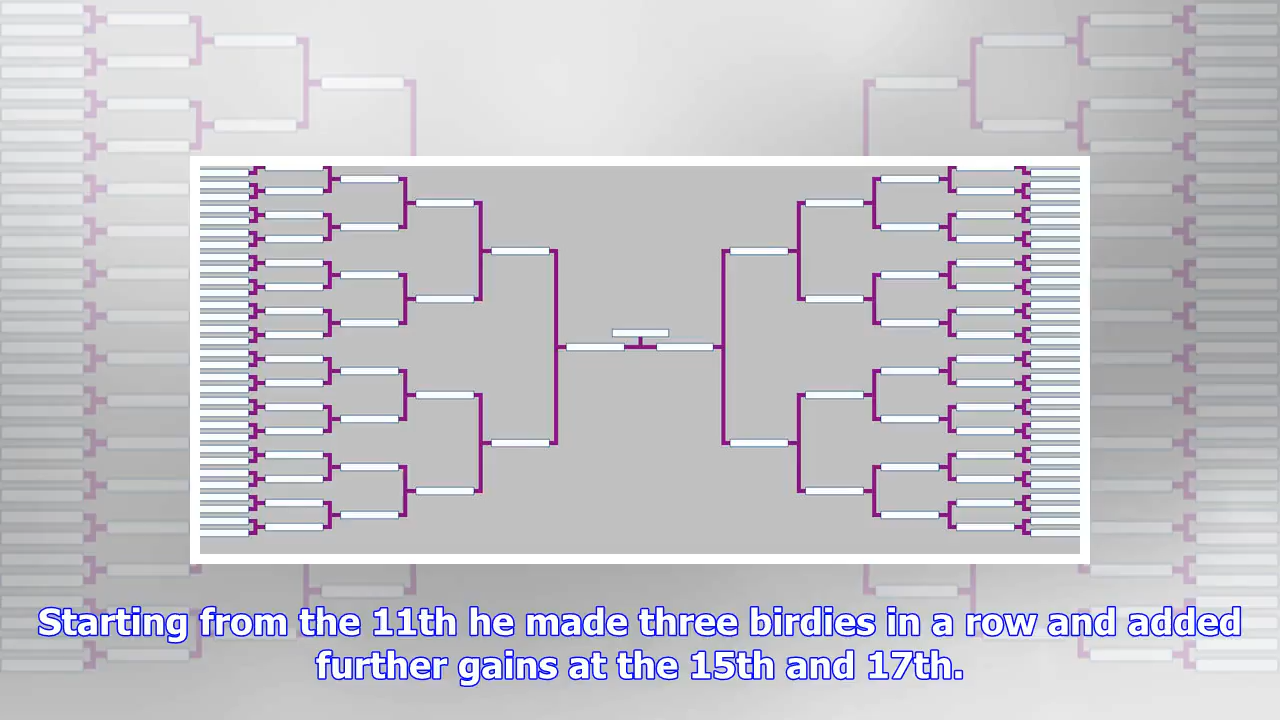 Starting from the 11th he made three birdies in a row and added
further gains at the 15th and 17th.